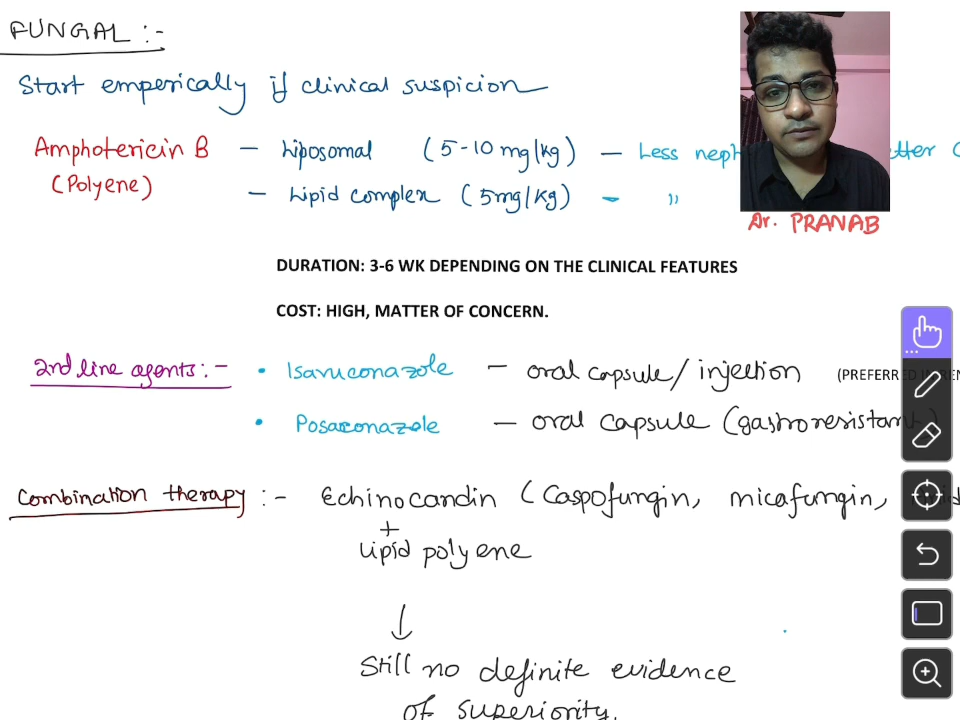 FUNGAL :-
Start emperically if clinical suspicion
Amphotericin B - Liposomal (5-10 mg/kg) - Less
(Polyene) - Lipid complex (5mg/kg) - "
Dr. PRANAB
DURATION: 3-6 WK DEPENDING ON THE CLINICAL FEATURES
COST: HIGH, MATTER OF CONCERN.
2nd line agents :- • Isavuconazole - oral capsule/injection (PREFERRED
• Posaconazole - oral capsule (gastroresistant)
Combination therapy :- Echinocandin (Caspofungin, micafungin,
+
Lipid polyene
↓
Still no definite evidence
of superiority.